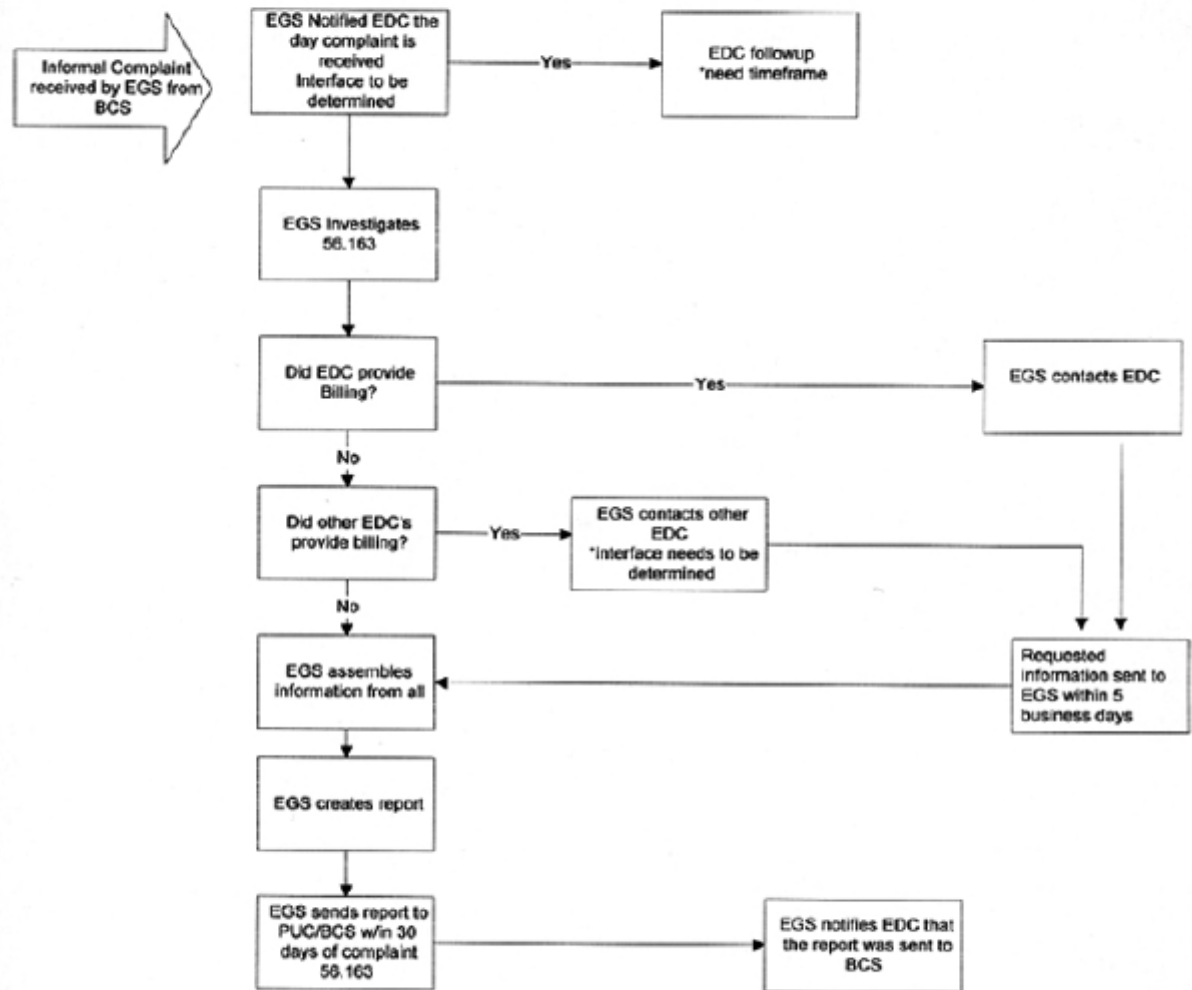 Informal Complaint
received by EGS from
BCS
EGS Notified EDC the
day complaint is
received
Interface to be
determined
Yes
EDC followup
*need timeframe
EGS Investigates
56.163
Did EDC provide
Billing?
Yes
EGS contacts EDC
No
Did other EDC's
provide billing?
Yes
EGS contacts other
EDC
*Interface needs to be
determined
No
EGS assembles
information from all
Requested
information sent to
EGS within 5
business days
EGS creates report
EGS sends report to
PUC/BCS w/in 30
days of complaint
56.163
EGS notifies EDC that
the report was sent to
BCS